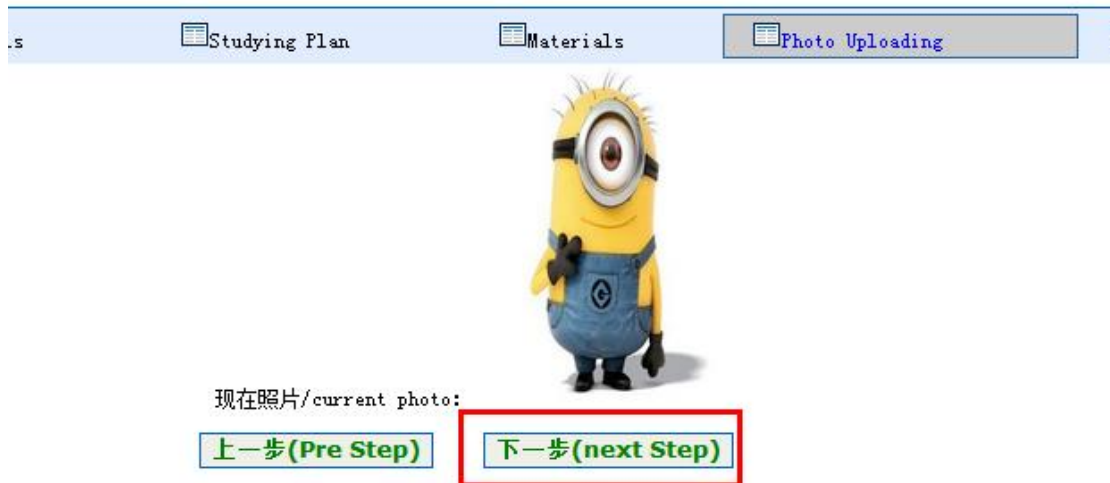 Studying Plan Materials Photo Uploading
现在照片/current photo:
上一步(Pre Step) 下一步(next Step)